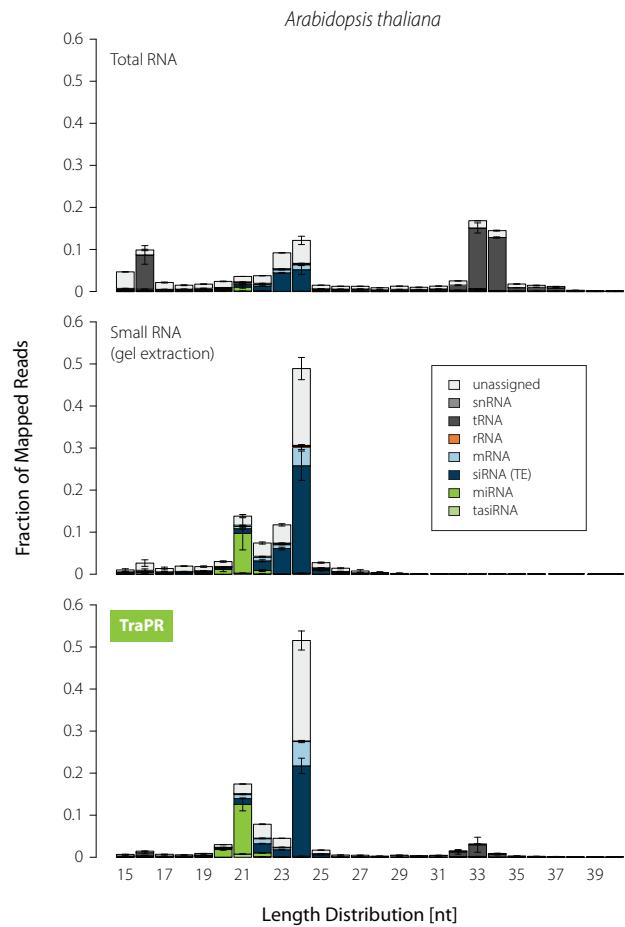 Arabidopsis thaliana
Total RNA
0.6
0.5
0.4
0.3
0.2
0.1
0
Small RNA
(gel extraction)
0.6
0.5
0.4
0.3
0.2
0.1
0
unassigned
snRNA
tRNA
rRNA
mRNA
siRNA (TE)
miRNA
tasiRNA
Fraction of Mapped Reads
TraPR
0.6
0.5
0.4
0.3
0.2
0.1
0
15 17 19 21 23 25 27 29 31 33 35 37 39
Length Distribution [nt]